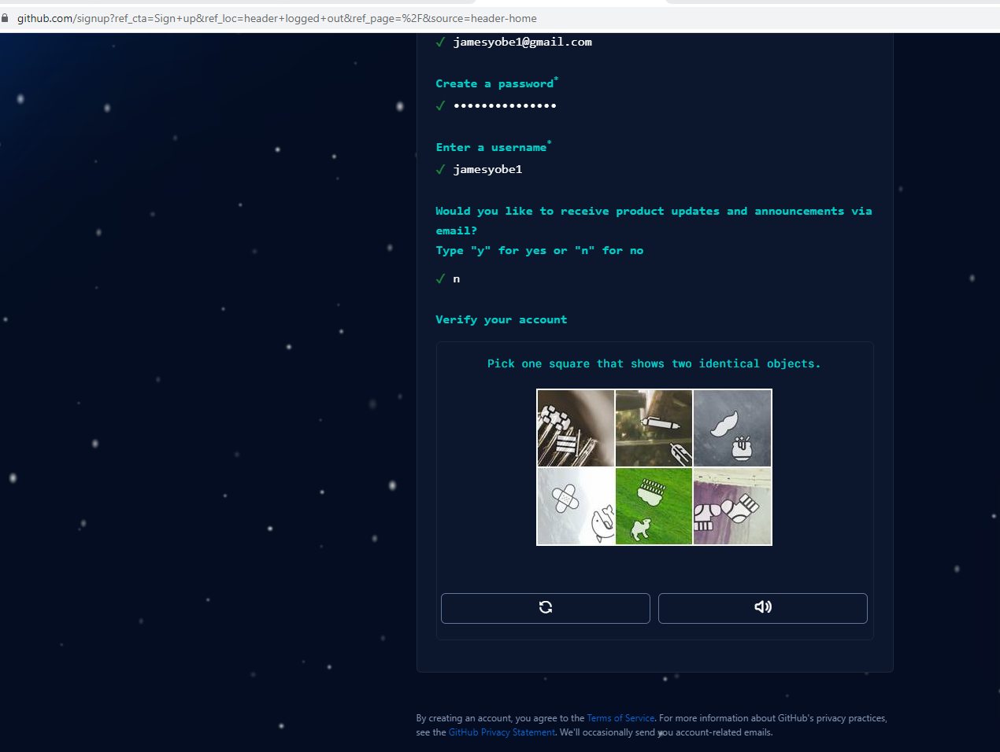 github.com/signup?ref_cta=Sign+up&ref_loc=header+logged+out&ref_page=%2F&source=header-home
✓ jamesyobe1@gmail.com
Create a password*
✓ •••••••••••••••
Enter a username*
✓ jamesyobe1
Would you like to receive product updates and announcements via
email?
Type "y" for yes or "n" for no
✓ n
Verify your account
Pick one square that shows two identical objects.
By creating an account, you agree to the Terms of Service. For more information about GitHub's privacy practices,
see the GitHub Privacy Statement. We'll occasionally send you account-related emails.